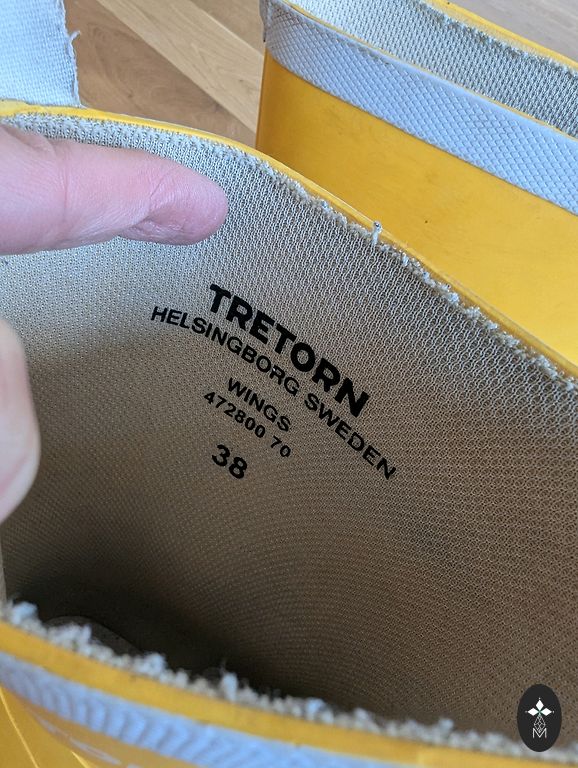 TRETORN
HELSINGBORG SWEDEN
WINGS
472800 70
38